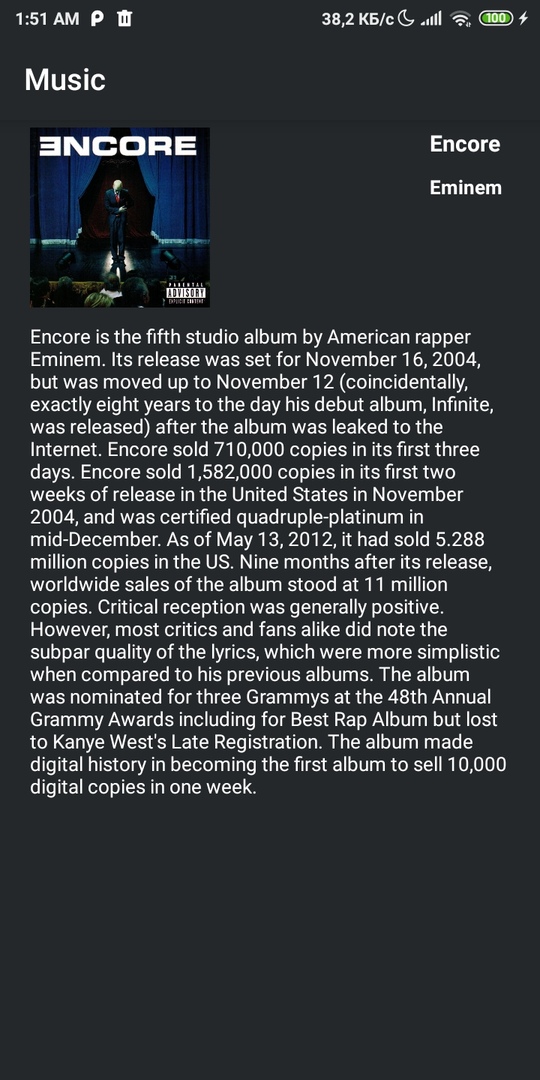 1:51 AM
38,2 КБ/с
100
Music
ENCORE
PARENTAL
ADVISORY
EXPLICIT CONTENT
Encore
Eminem
Encore is the fifth studio album by American rapper
Eminem. Its release was set for November 16, 2004,
but was moved up to November 12 (coincidentally,
exactly eight years to the day his debut album, Infinite,
was released) after the album was leaked to the
Internet. Encore sold 710,000 copies in its first three
days. Encore sold 1,582,000 copies in its first two
weeks of release in the United States in November
2004, and was certified quadruple-platinum in
mid-December. As of May 13, 2012, it had sold 5.288
million copies in the US. Nine months after its release,
worldwide sales of the album stood at 11 million
copies. Critical reception was generally positive.
However, most critics and fans alike did note the
subpar quality of the lyrics, which were more simplistic
when compared to his previous albums. The album
was nominated for three Grammys at the 48th Annual
Grammy Awards including for Best Rap Album but lost
to Kanye West's Late Registration. The album made
digital history in becoming the first album to sell 10,000
digital copies in one week.